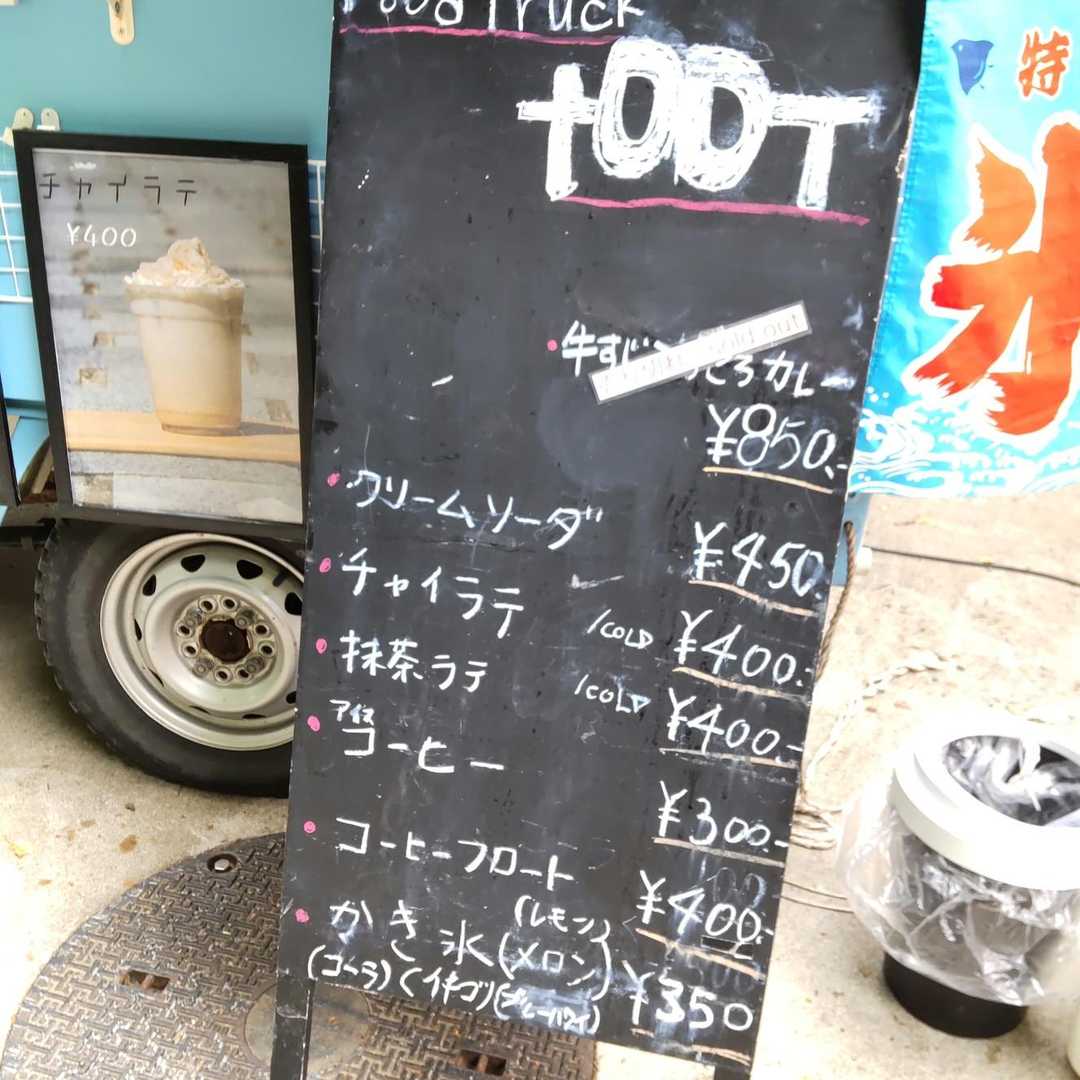 Food Truck
tODT
チャイラテ
¥400
特
氷
・牛すじ とろカレー
sold out
¥850.-
・クリームソーダ ¥450.
・チャイラテ /COLD ¥400.-
・抹茶ラテ /COLD ¥400.-
・アイスコーヒー ¥300.-
・コーヒーフロート ¥400.-
・かき氷 (レモン) (メロン) ¥350
(コーラ) (イチゴ) (ブルーハワイ)